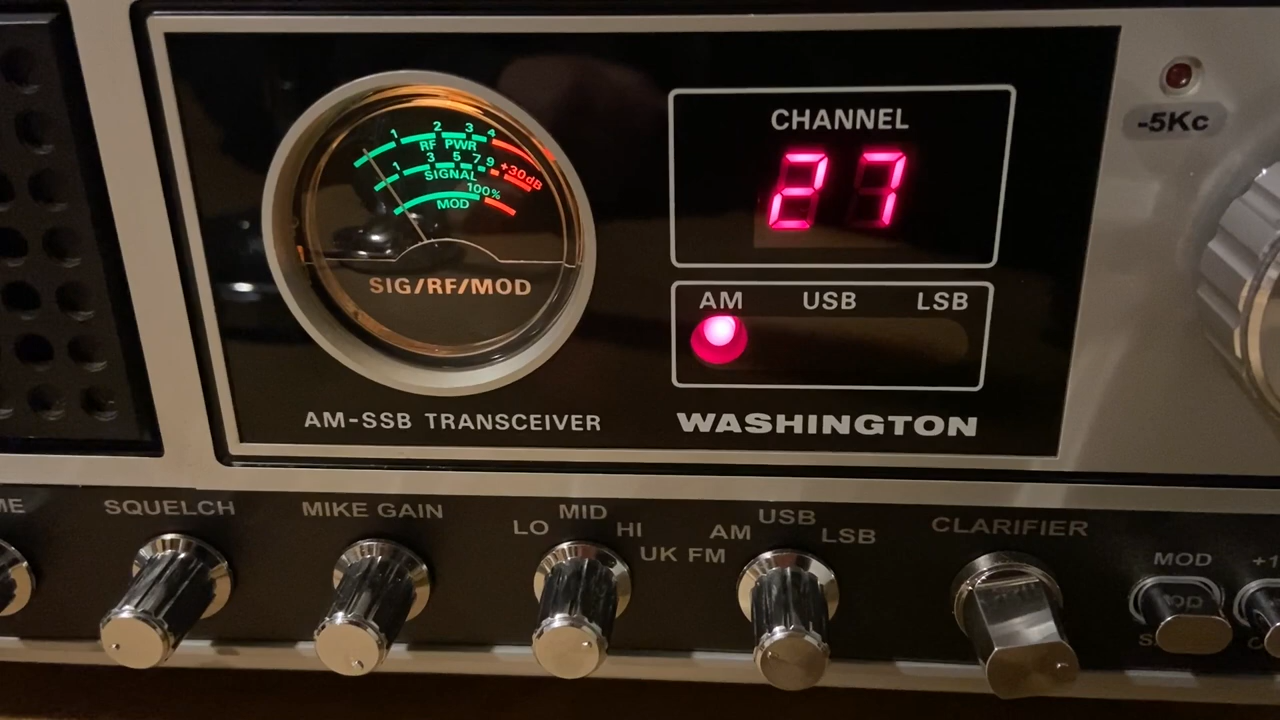 CHANNEL
27
-5Kc
1 2 3 4
RF PWR
1 3 5 7 9 +30dB
SIGNAL
100%
MOD
SIG/RF/MOD
AM USB LSB
AM-SSB TRANSCEIVER
WASHINGTON
ME
SQUELCH
MIKE GAIN
LO MID HI
UK FM AM USB LSB
CLARIFIER
MOD
+1